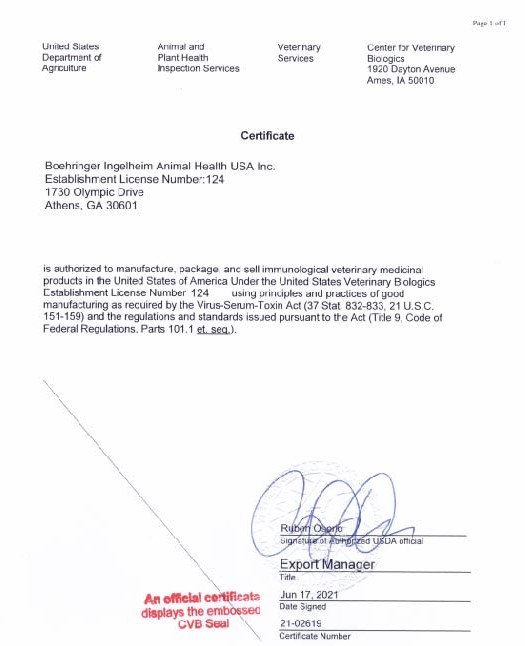 Page 1 of 1
United States
Department of
Agriculture
Animal and
Plant Health
Inspection Services
Veterinary
Services
Center for Veterinary
Biologics
1920 Dayton Avenue
Ames, IA 50010
Certificate
Boehringer Ingelheim Animal Health USA Inc.
Establishment License Number:124
1730 Olympic Drive
Athens, GA 30601
is authorized to manufacture, package, and sell immunological veterinary medicinal
products in the United States of America Under the United States Veterinary Biologics
Establishment License Number 124 using principles and practices of good
manufacturing as required by the Virus-Serum-Toxin Act (37 Stat. 832-833, 21 U.S.C.
151-159) and the regulations and standards issued pursuant to the Act (Title 9, Code of
Federal Regulations, Parts 101.1 et. seq.).
Ruben Osorio
Signature of Authorized USDA official
Export Manager
Title
An official certificate
displays the embossed
CVB Seal
Jun 17, 2021
Date Signed
21-02619
Certificate Number